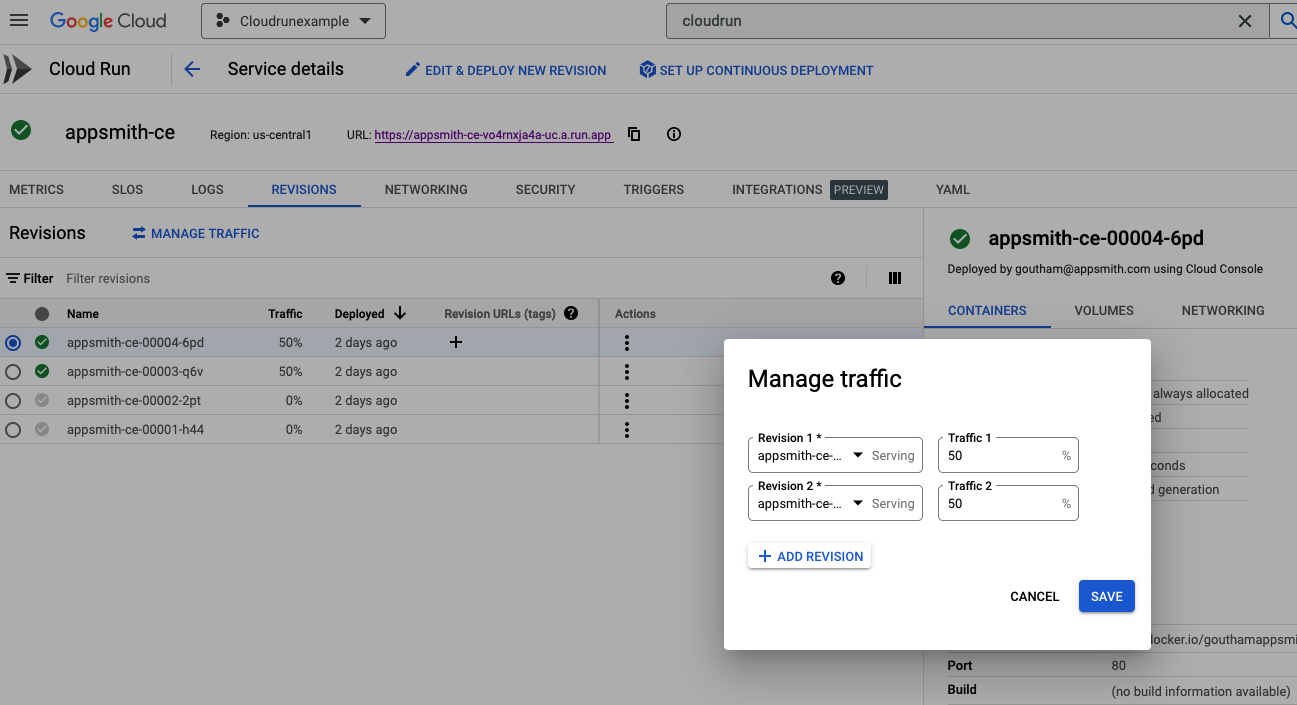 Google Cloud
Cloudrunexample
cloudrun
Cloud Run
Service details
EDIT & DEPLOY NEW REVISION
SET UP CONTINUOUS DEPLOYMENT
appsmith-ce
Region: us-central1
URL: https://appsmith-ce-vo4rnxja4a-uc.a.run.app
METRICS SLOS LOGS REVISIONS NETWORKING SECURITY TRIGGERS INTEGRATIONS PREVIEW YAML
Revisions
MANAGE TRAFFIC
Filter Filter revisions
Name Traffic Deployed Revision URLs (tags) Actions
appsmith-ce-00004-6pd 50% 2 days ago
appsmith-ce-00003-q6v 50% 2 days ago
appsmith-ce-00002-2pt 0% 2 days ago
appsmith-ce-00001-h44 0% 2 days ago
appsmith-ce-00004-6pd
Deployed by goutham@appsmith.com using Cloud Console
CONTAINERS VOLUMES NETWORKING
always allocated
ed
conds
d generation
Manage traffic
Revision 1 * Traffic 1
appsmith-ce-... Serving 50 %
Revision 2 * Traffic 2
appsmith-ce-... Serving 50 %
ADD REVISION
CANCEL SAVE
locker.io/gouthamappsmi
Port 80
Build (no build information available)